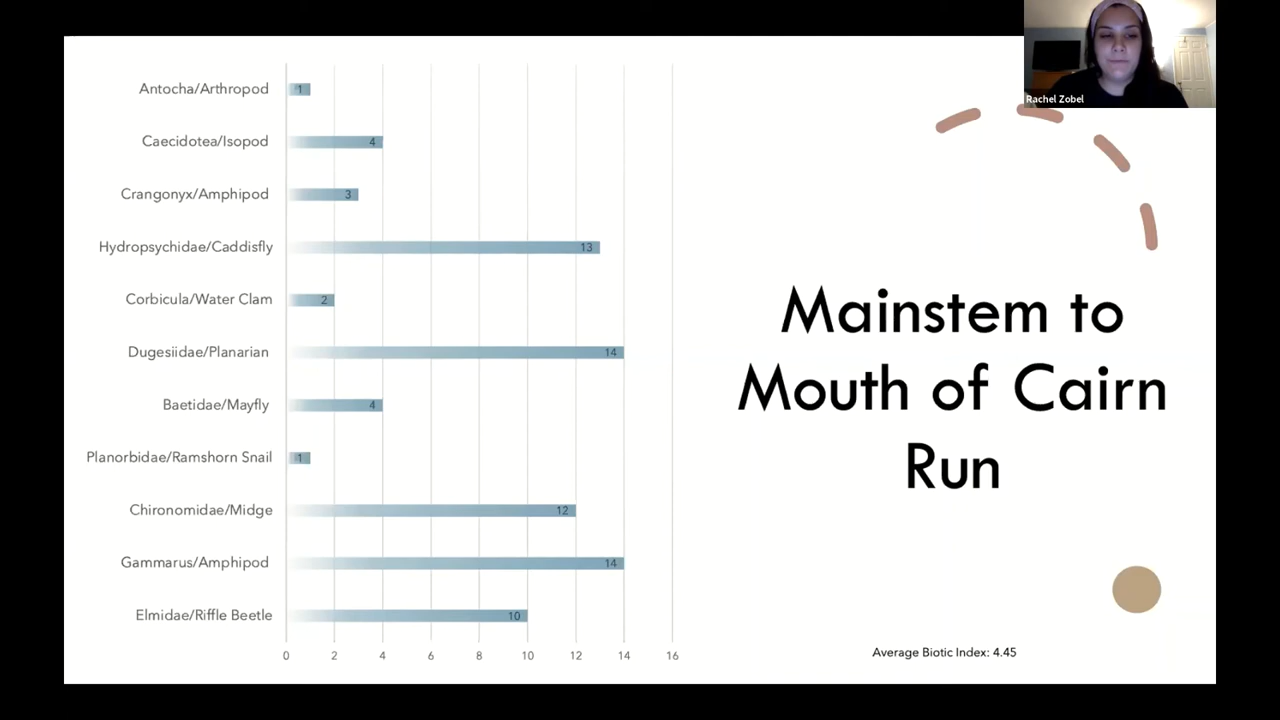 Rachel Zobel
Antocha/Arthropod 1
Caecidotea/Isopod 4
Crangonyx/Amphipod 3
Hydropsychidae/Caddisfly 13
Corbicula/Water Clam 2
Dugesiidae/Planarian 14
Baetidae/Mayfly 4
Planorbidae/Ramshorn Snail 1
Chironomidae/Midge 12
Gammarus/Amphipod 14
Elmidae/Riffle Beetle 10
0 2 4 6 8 10 12 14 16
Mainstem to
Mouth of Cairn
Run
Average Biotic Index: 4.45